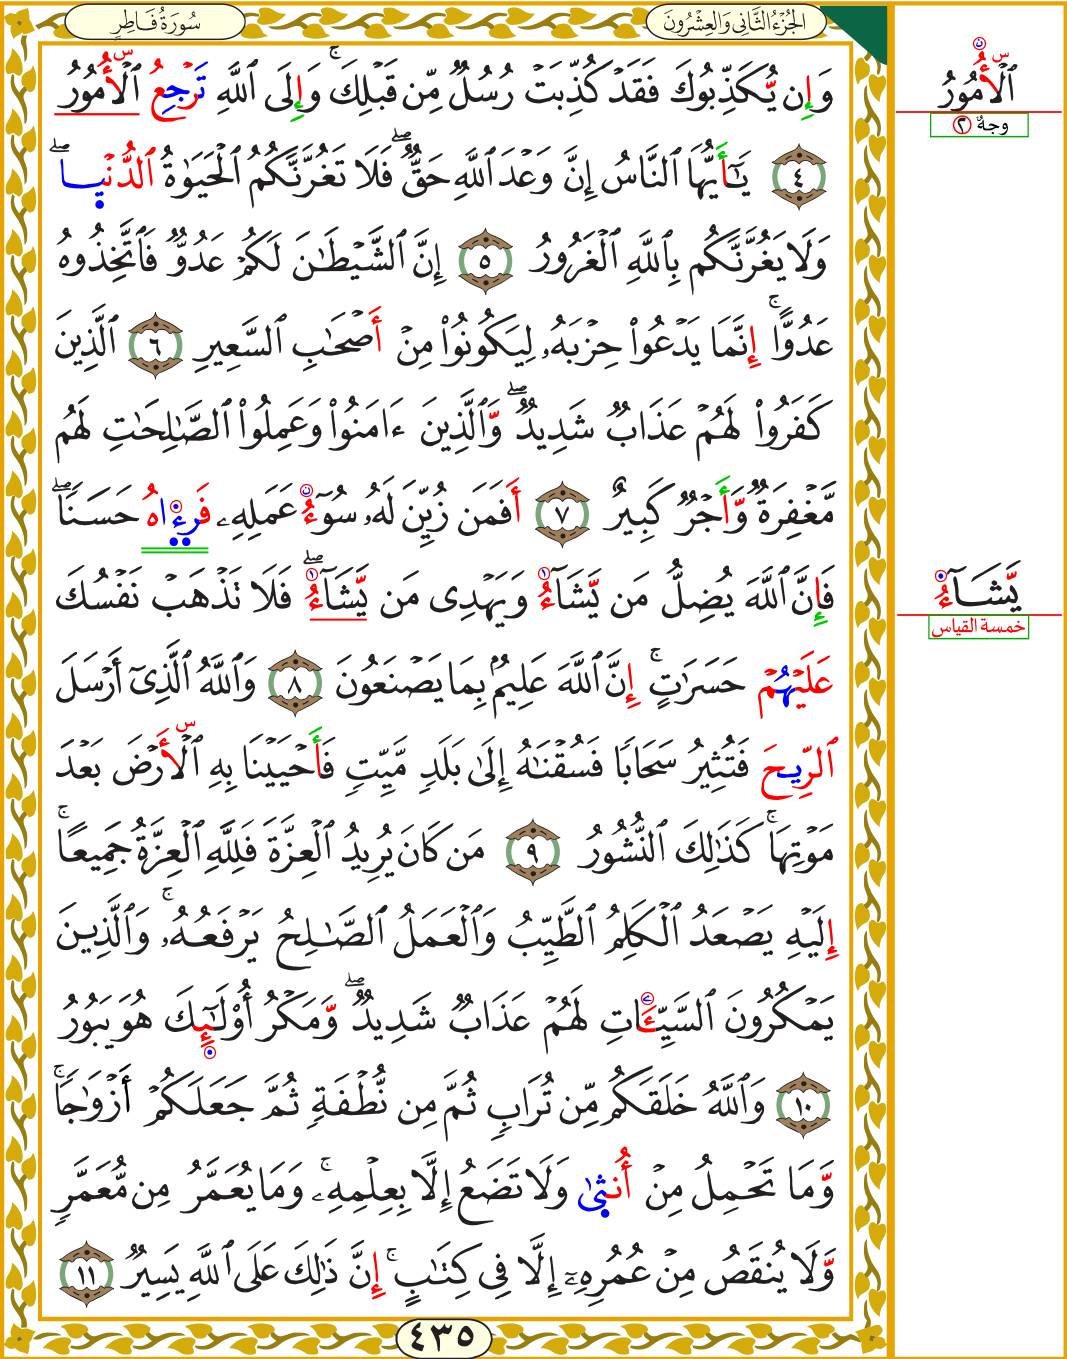 الجُزْءُ الثَّانِي وَالعِشْرُونَ
سُورَةُ فَاطِرٍ
وَإِن يُّكَذِّبُوكَ فَقَدْ كُذِّبَتْ رُسُلٌ مِّن قَبْلِكَ ۚ وَإِلَى ٱللَّهِ تَرْجِعُ ٱلْأُمُورُ
٤ يَـٰٓأَيُّهَا ٱلنَّاسُ إِنَّ وَعْدَ ٱللَّهِ حَقٌّ ۖ فَلَا تَغُرَّنَّكُمُ ٱلْحَيَوٰةُ ٱلدُّنْيَا ۖ
وَلَا يَغُرَّنَّكُم بِٱللَّهِ ٱلْغَرُورُ ٥ إِنَّ ٱلشَّيْطَـٰنَ لَكُمْ عَدُوٌّ فَٱتَّخِذُوهُ
عَدُوًّا ۚ إِنَّمَا يَدْعُوا۟ حِزْبَهُۥ لِيَكُونُوا۟ مِنْ أَصْحَـٰبِ ٱلسَّعِيرِ ٦ ٱلَّذِينَ
كَفَرُوا۟ لَهُمْ عَذَابٌ شَدِيدٌ ۖ وَّٱلَّذِينَ ءَامَنُوا۟ وَعَمِلُوا۟ ٱلصَّـٰلِحَـٰتِ لَهُم
مَّغْفِرَةٌ وَّأَجْرٌ كَبِيرٌ ٧ أَفَمَن زُيِّنَ لَهُۥ سُوٓءُ عَمَلِهِۦ فَرِءَاهُ حَسَنًا ۖ
فَإِنَّ ٱللَّهَ يُضِلُّ مَن يَّشَآءُ وَيَهْدِى مَن يَّشَآءُ ۖ فَلَا تَذْهَبْ نَفْسُكَ
عَلَيْهُمْ حَسَرَٰتٍ ۚ إِنَّ ٱللَّهَ عَلِيمٌۢ بِمَا يَصْنَعُونَ ٨ وَٱللَّهُ ٱلَّذِىٓ أَرْسَلَ
ٱلرِّيحَ فَتُثِيرُ سَحَابًا فَسُقْنَـٰهُ إِلَىٰ بَلَدٍ مَّيِّتٍ فَأَحْيَيْنَا بِهِ ٱلْأَرْضَ بَعْدَ
مَوْتِهَا ۚ كَذَٰلِكَ ٱلنُّشُورُ ٩ مَن كَانَ يُرِيدُ ٱلْعِزَّةَ فَلِلَّهِ ٱلْعِزَّةُ جَمِيعًا ۚ
إِلَيْهِ يَصْعَدُ ٱلْكَلِمُ ٱلطَّيِّبُ وَٱلْعَمَلُ ٱلصَّـٰلِحُ يَرْفَعُهُۥ ۚ وَٱلَّذِينَ
يَمْكُرُونَ ٱلسَّيِّـَٔاتِ لَهُمْ عَذَابٌ شَدِيدٌ ۖ وَّمَكْرُ أُو۟لَـٰٓئِكَ هُوَ يَبُورُ
١٠ وَٱللَّهُ خَلَقَكُم مِّن تُرَابٍ ثُمَّ مِن نُّطْفَةٍ ثُمَّ جَعَلَكُمْ أَزْوَٰجًا ۚ
وَّمَا تَحْمِلُ مِنْ أُنثَىٰ وَلَا تَضَعُ إِلَّا بِعِلْمِهِۦ ۚ وَمَا يُعَمَّرُ مِن مُّعَمَّرٍ
وَّلَا يُنقَصُ مِنْ عُمُرِهِۦٓ إِلَّا فِى كِتَـٰبٍ ۚ إِنَّ ذَٰلِكَ عَلَى ٱللَّهِ يَسِيرٌ ١١
٤٣٥
ٱلْأُمُورُ
وجهٌ ٢
يَّشَآءُ
خمسة القياس